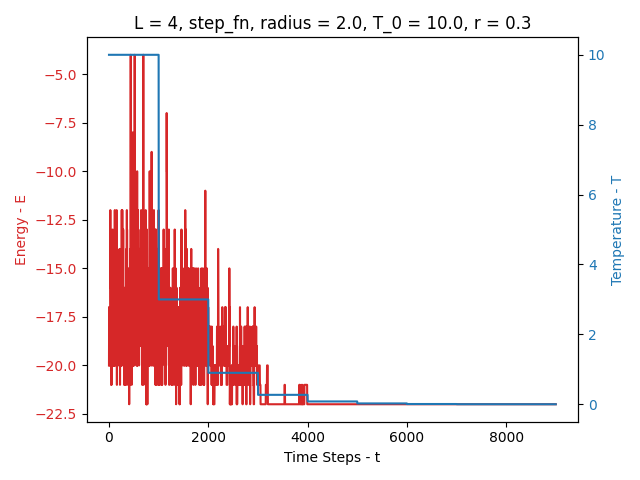 L = 4, step_fn, radius = 2.0, T_0 = 10.0, r = 0.3
−5.0
−7.5
−10.0
−12.5
−15.0
−17.5
−20.0
−22.5
Energy - E
10
8
6
4
2
0
Temperature - T
0 2000 4000 6000 8000
Time Steps - t